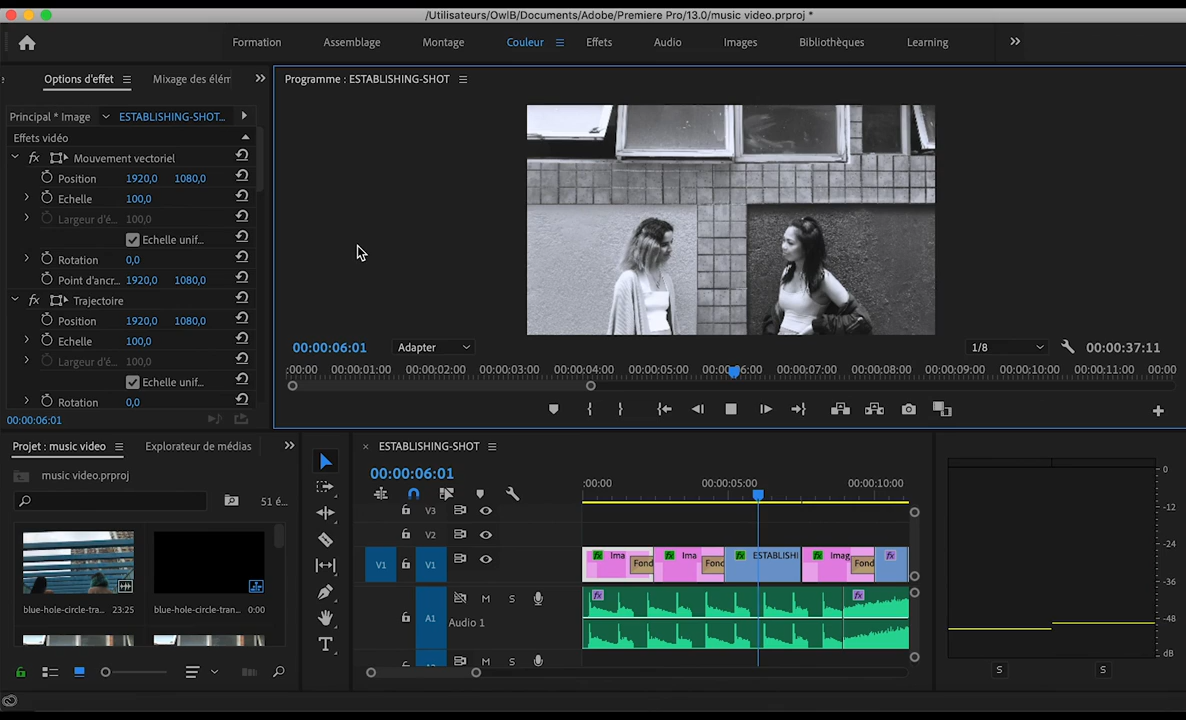 /Utilisateurs/OwlB/Documents/Adobe/Premiere Pro/13.0/music video.prproj *
Formation Assemblage Montage Couleur Effets Audio Images Bibliothèques Learning
Options d'effet Mixage des élém
Programme : ESTABLISHING-SHOT
Principal * Image ESTABLISHING-SHOT...
Effets vidéo
fx Mouvement vectoriel
Position 1920,0 1080,0
Echelle 100,0
Largeur d'é... 100,0
Echelle unif...
Rotation 0,0
Point d'ancr... 1920,0 1080,0
fx Trajectoire
Position 1920,0 1080,0
Echelle 100,0
Largeur d'é... 100,0
Echelle unif...
Rotation 0,0
00:00:06:01
00:00:06:01 Adapter 1/8 00:00:37:11
:00:00 00:00:01:00 00:00:02:00 00:00:03:00 00:00:04:00 00:00:05:00 00:00:06:00 00:00:07:00 00:00:08:00 00:00:09:00 00:00:10:00 00:00:11:00 00:00
Projet : music video Explorateur de médias
music video.prproj
51 é...
blue-hole-circle-tra... 23:25
blue-hole-circle-tran... 0:00
ESTABLISHING-SHOT
00:00:06:01
:00:00 00:00:05:00 00:00:10:00
V3
V2
V1 V1
fx Ima Fond fx Ima Fond fx ESTABLISHI fx Imag Fond fx
A1 M S
Audio 1
fx fx
M S
0
-12
-18
-24
-30
-36
-42
-48
-54
dB
S S